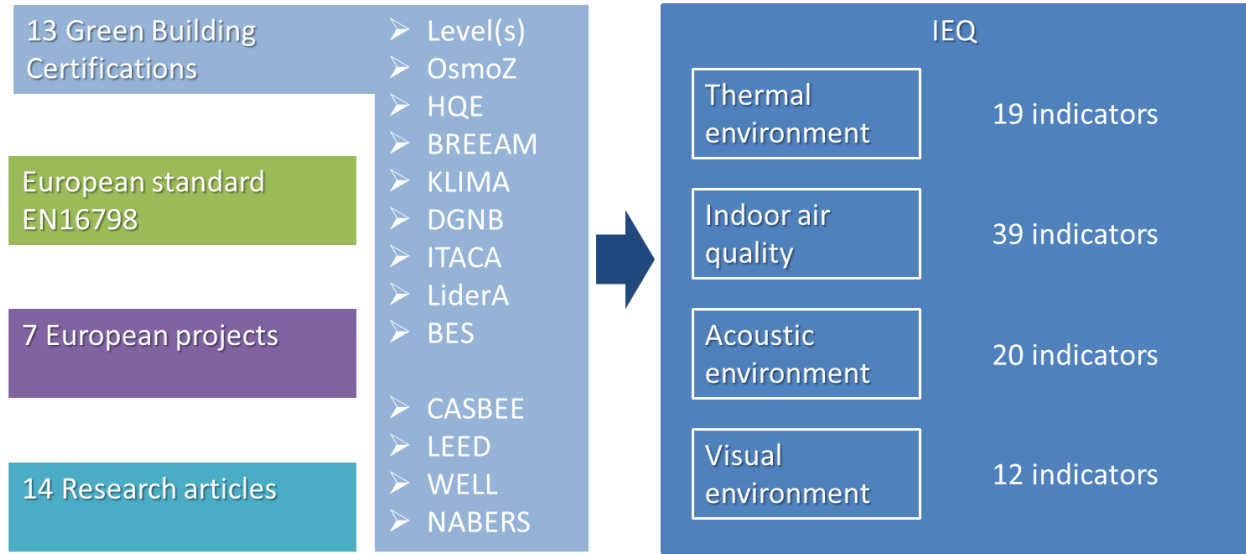 13 Green Building
Certifications
European standard
EN16798
7 European projects
14 Research articles
➢ Level(s)
➢ OsmoZ
➢ HQE
➢ BREEAM
➢ KLIMA
➢ DGNB
➢ ITACA
➢ LiderA
➢ BES
➢ CASBEE
➢ LEED
➢ WELL
➢ NABERS
IEQ
Thermal
environment
19 indicators
Indoor air
quality
39 indicators
Acoustic
environment
20 indicators
Visual
environment
12 indicators